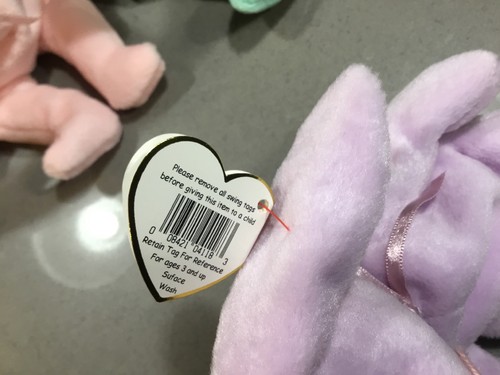 Please remove all swing tags
before giving this item to a child
0 08421 04118 3
Retain Tag For Reference
For ages 3 and up
Suface
Wash